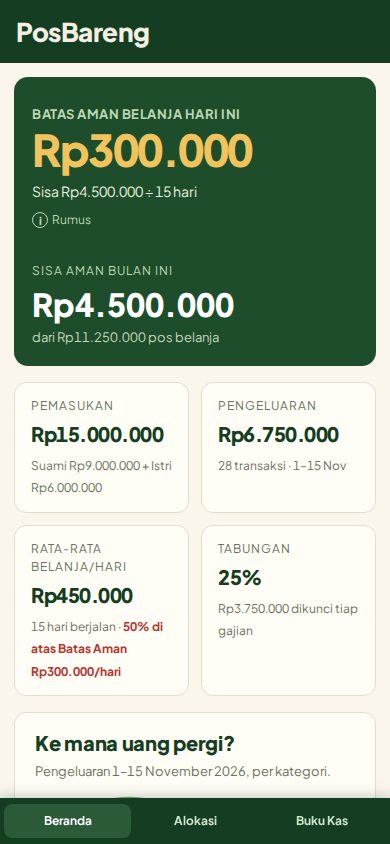 PosBareng
BATAS AMAN BELANJA HARI INI
Rp300.000
Sisa Rp4.500.000 ÷ 15 hari
i Rumus
SISA AMAN BULAN INI
Rp4.500.000
dari Rp11.250.000 pos belanja
PEMASUKAN
Rp15.000.000
Suami Rp9.000.000 + Istri
Rp6.000.000
PENGELUARAN
Rp6.750.000
28 transaksi · 1–15 Nov
RATA-RATA
BELANJA/HARI
Rp450.000
15 hari berjalan · 50% di
atas Batas Aman
Rp300.000/hari
TABUNGAN
25%
Rp3.750.000 dikunci tiap
gajian
Ke mana uang pergi?
Pengeluaran 1–15 November 2026, per kategori.
Beranda
Alokasi
Buku Kas